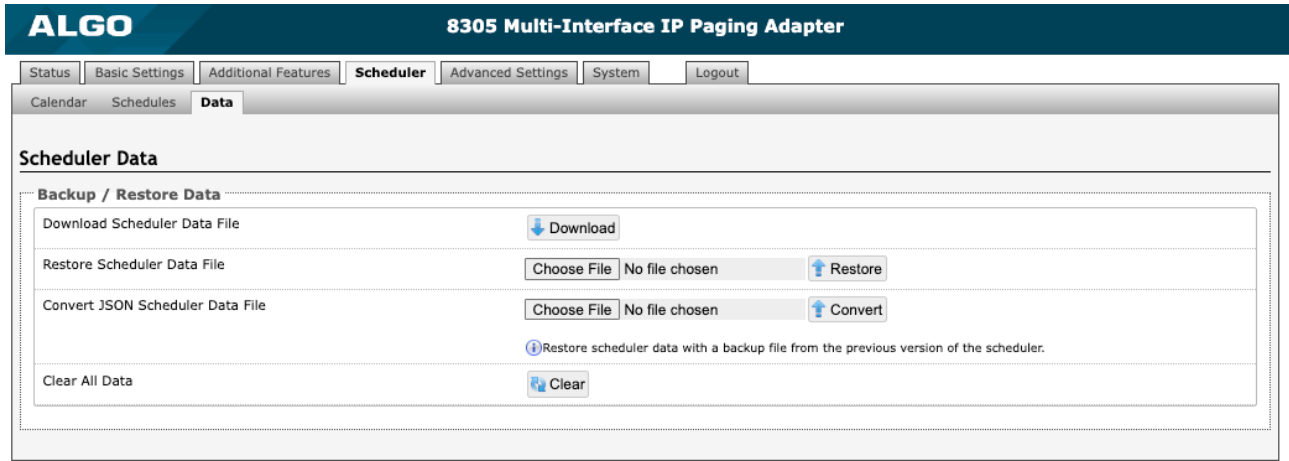 ALGO 8305 Multi-Interface IP Paging Adapter
Status Basic Settings Additional Features Scheduler Advanced Settings System Logout
Calendar Schedules Data
Scheduler Data
Backup / Restore Data
Download Scheduler Data File Download
Restore Scheduler Data File Choose File No file chosen Restore
Convert JSON Scheduler Data File Choose File No file chosen Convert
Restore scheduler data with a backup file from the previous version of the scheduler.
Clear All Data Clear